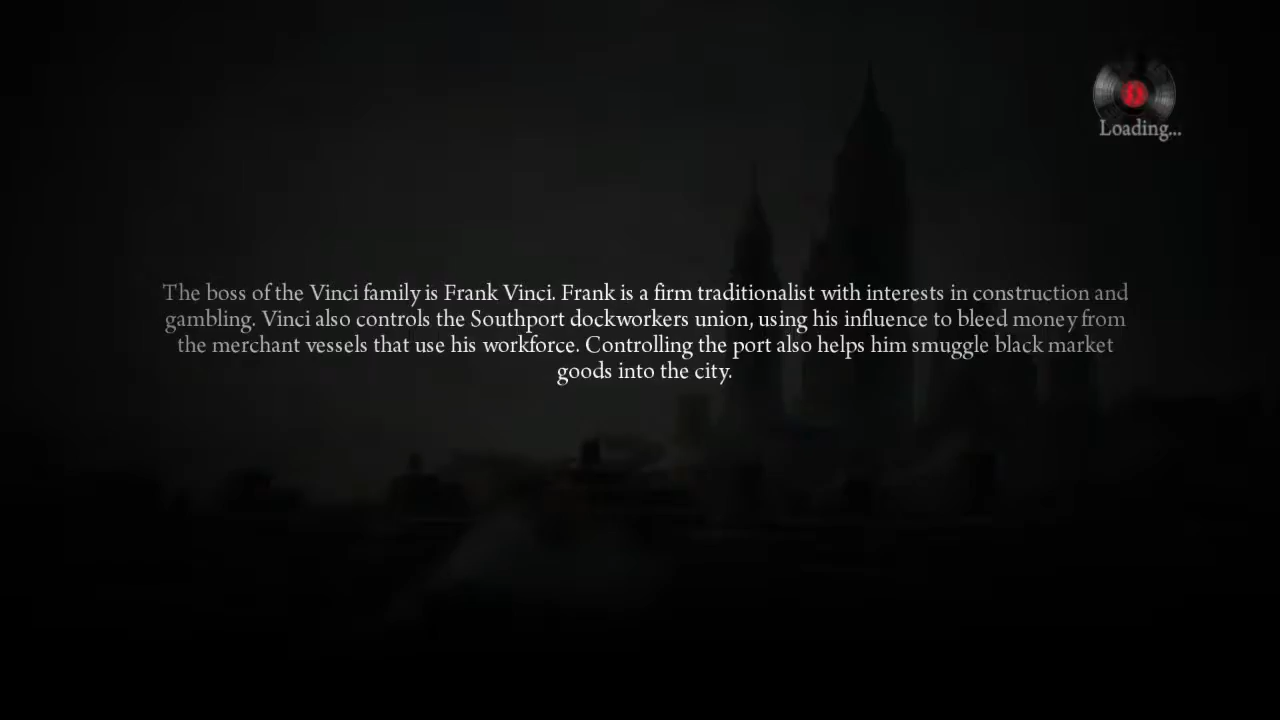 Loading...
The boss of the Vinci family is Frank Vinci. Frank is a firm traditionalist with interests in construction and
gambling. Vinci also controls the Southport dockworkers union, using his influence to bleed money from
the merchant vessels that use his workforce. Controlling the port also helps him smuggle black market
goods into the city.